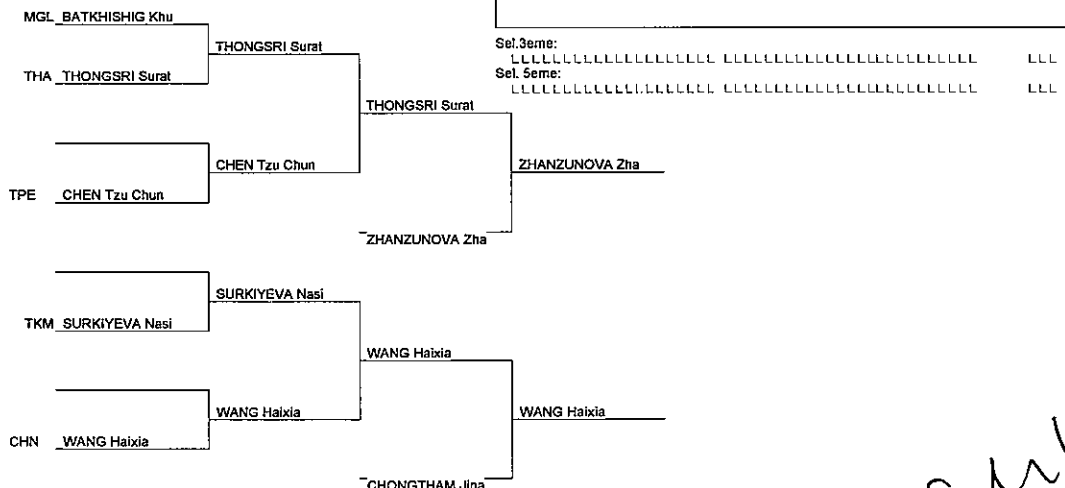 MGL BATKHISHIG Khu
THONGSRI Surat
THA THONGSRI Surat
THONGSRI Surat
CHEN Tzu Chun
TPE CHEN Tzu Chun
ZHANZUNOVA Zha
ZHANZUNOVA Zha
SURKIYEVA Nasi
TKM SURKIYEVA Nasi
WANG Haixia
WANG Haixia
CHN WANG Haixia
WANG Haixia
CHONGTHAM Jina
Sel.3eme:
Sel. 5eme: